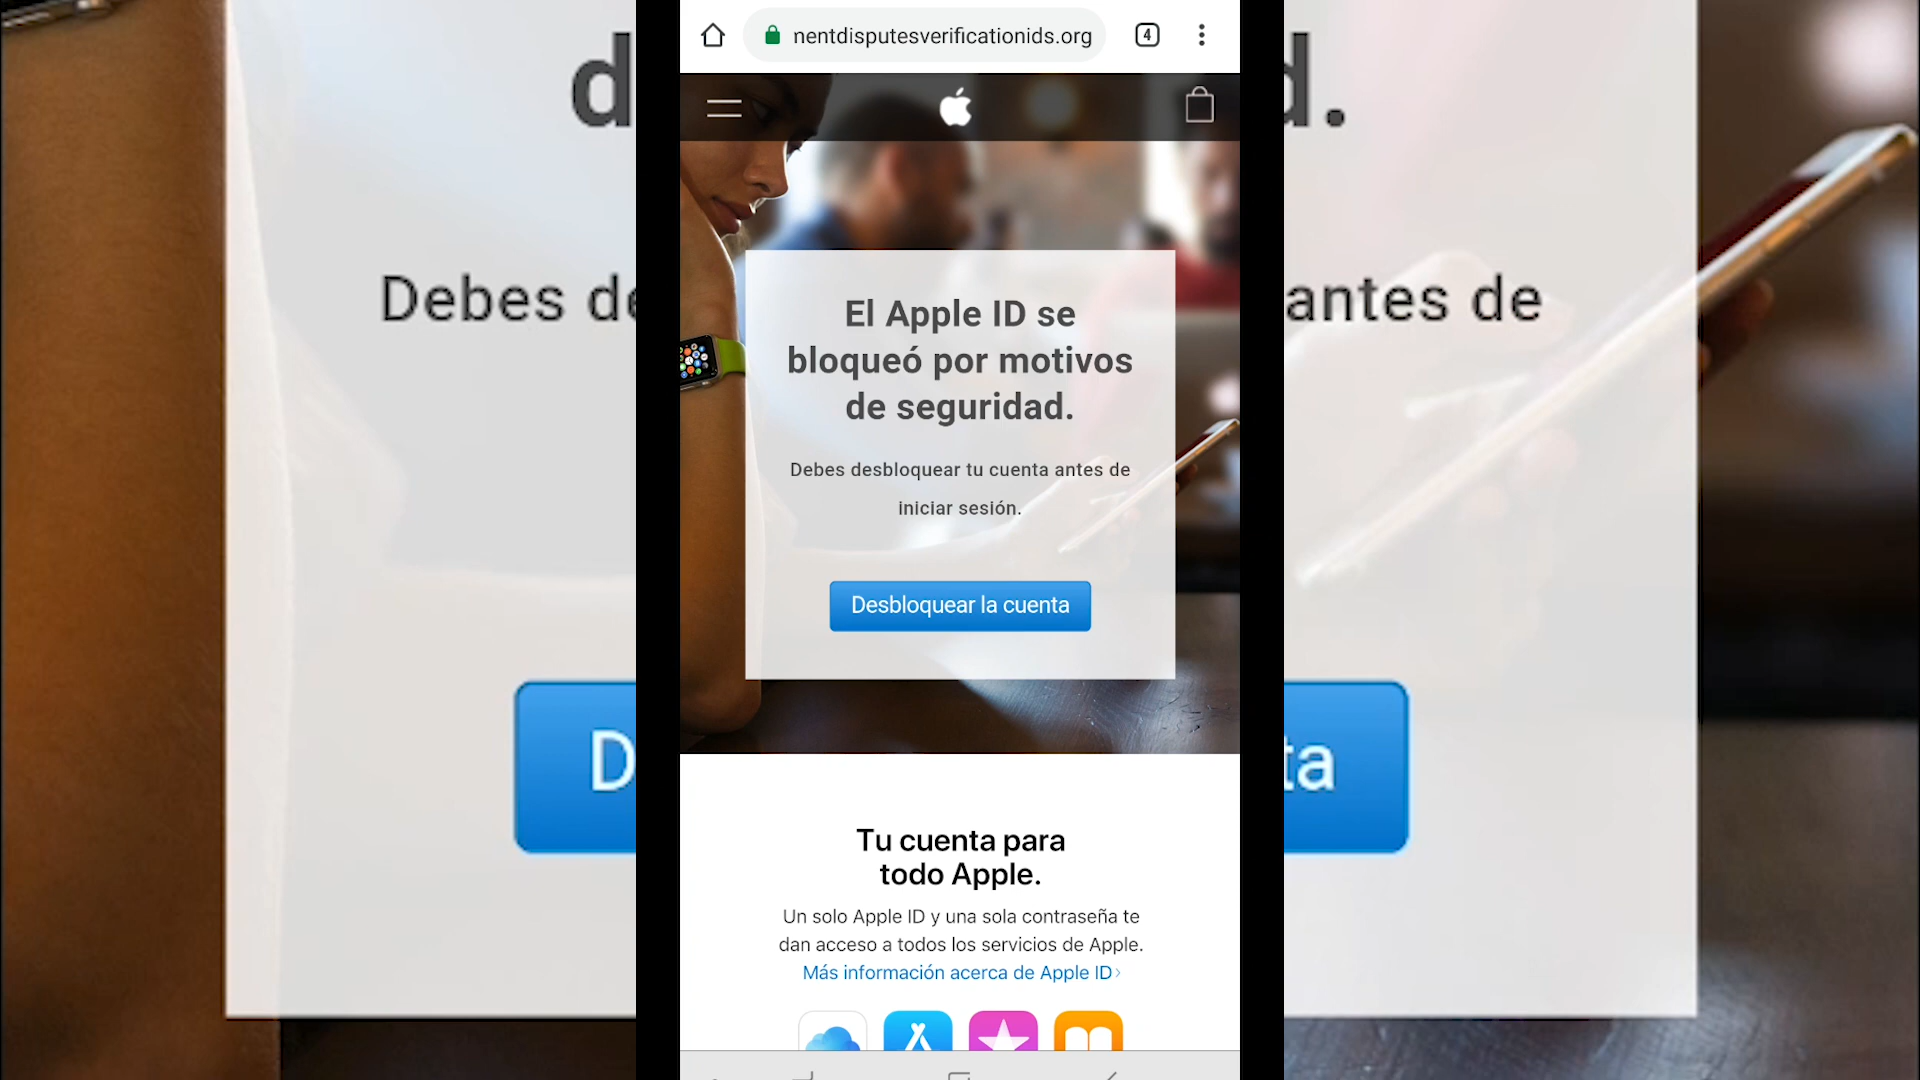 nentdisputesverificationids.org
4
El Apple ID se
bloqueó por motivos
de seguridad.
Debes desbloquear tu cuenta antes de
iniciar sesión.
Desbloquear la cuenta
Tu cuenta para
todo Apple.
Un solo Apple ID y una sola contraseña te
dan acceso a todos los servicios de Apple.
Más información acerca de Apple ID ›
d
d.
Debes de
antes de
D
ta